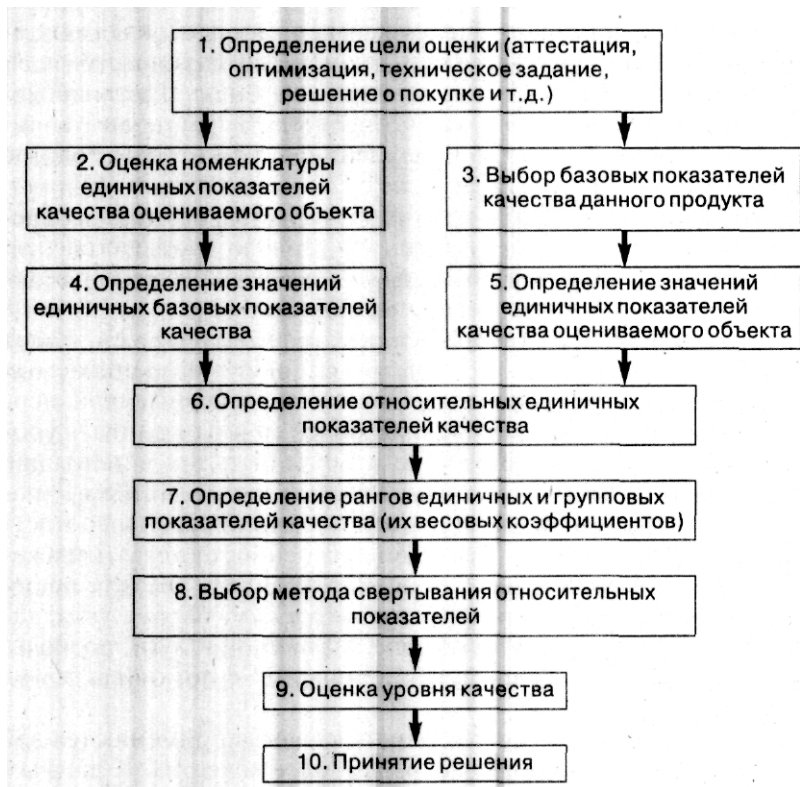 1. Определение цели оценки (аттестация,
оптимизация, техническое задание,
решение о покупке и т.д.)
2. Оценка номенклатуры
единичных показателей
качества оцениваемого объекта
3. Выбор базовых показателей
качества данного продукта
4. Определение значений
единичных базовых показателей
качества
5. Определение значений
единичных показателей
качества оцениваемого объекта
6. Определение относительных единичных
показателей качества
7. Определение рангов единичных и групповых
показателей качества (их весовых коэффициентов)
8. Выбор метода свертывания относительных
показателей
9. Оценка уровня качества
10. Принятие решения